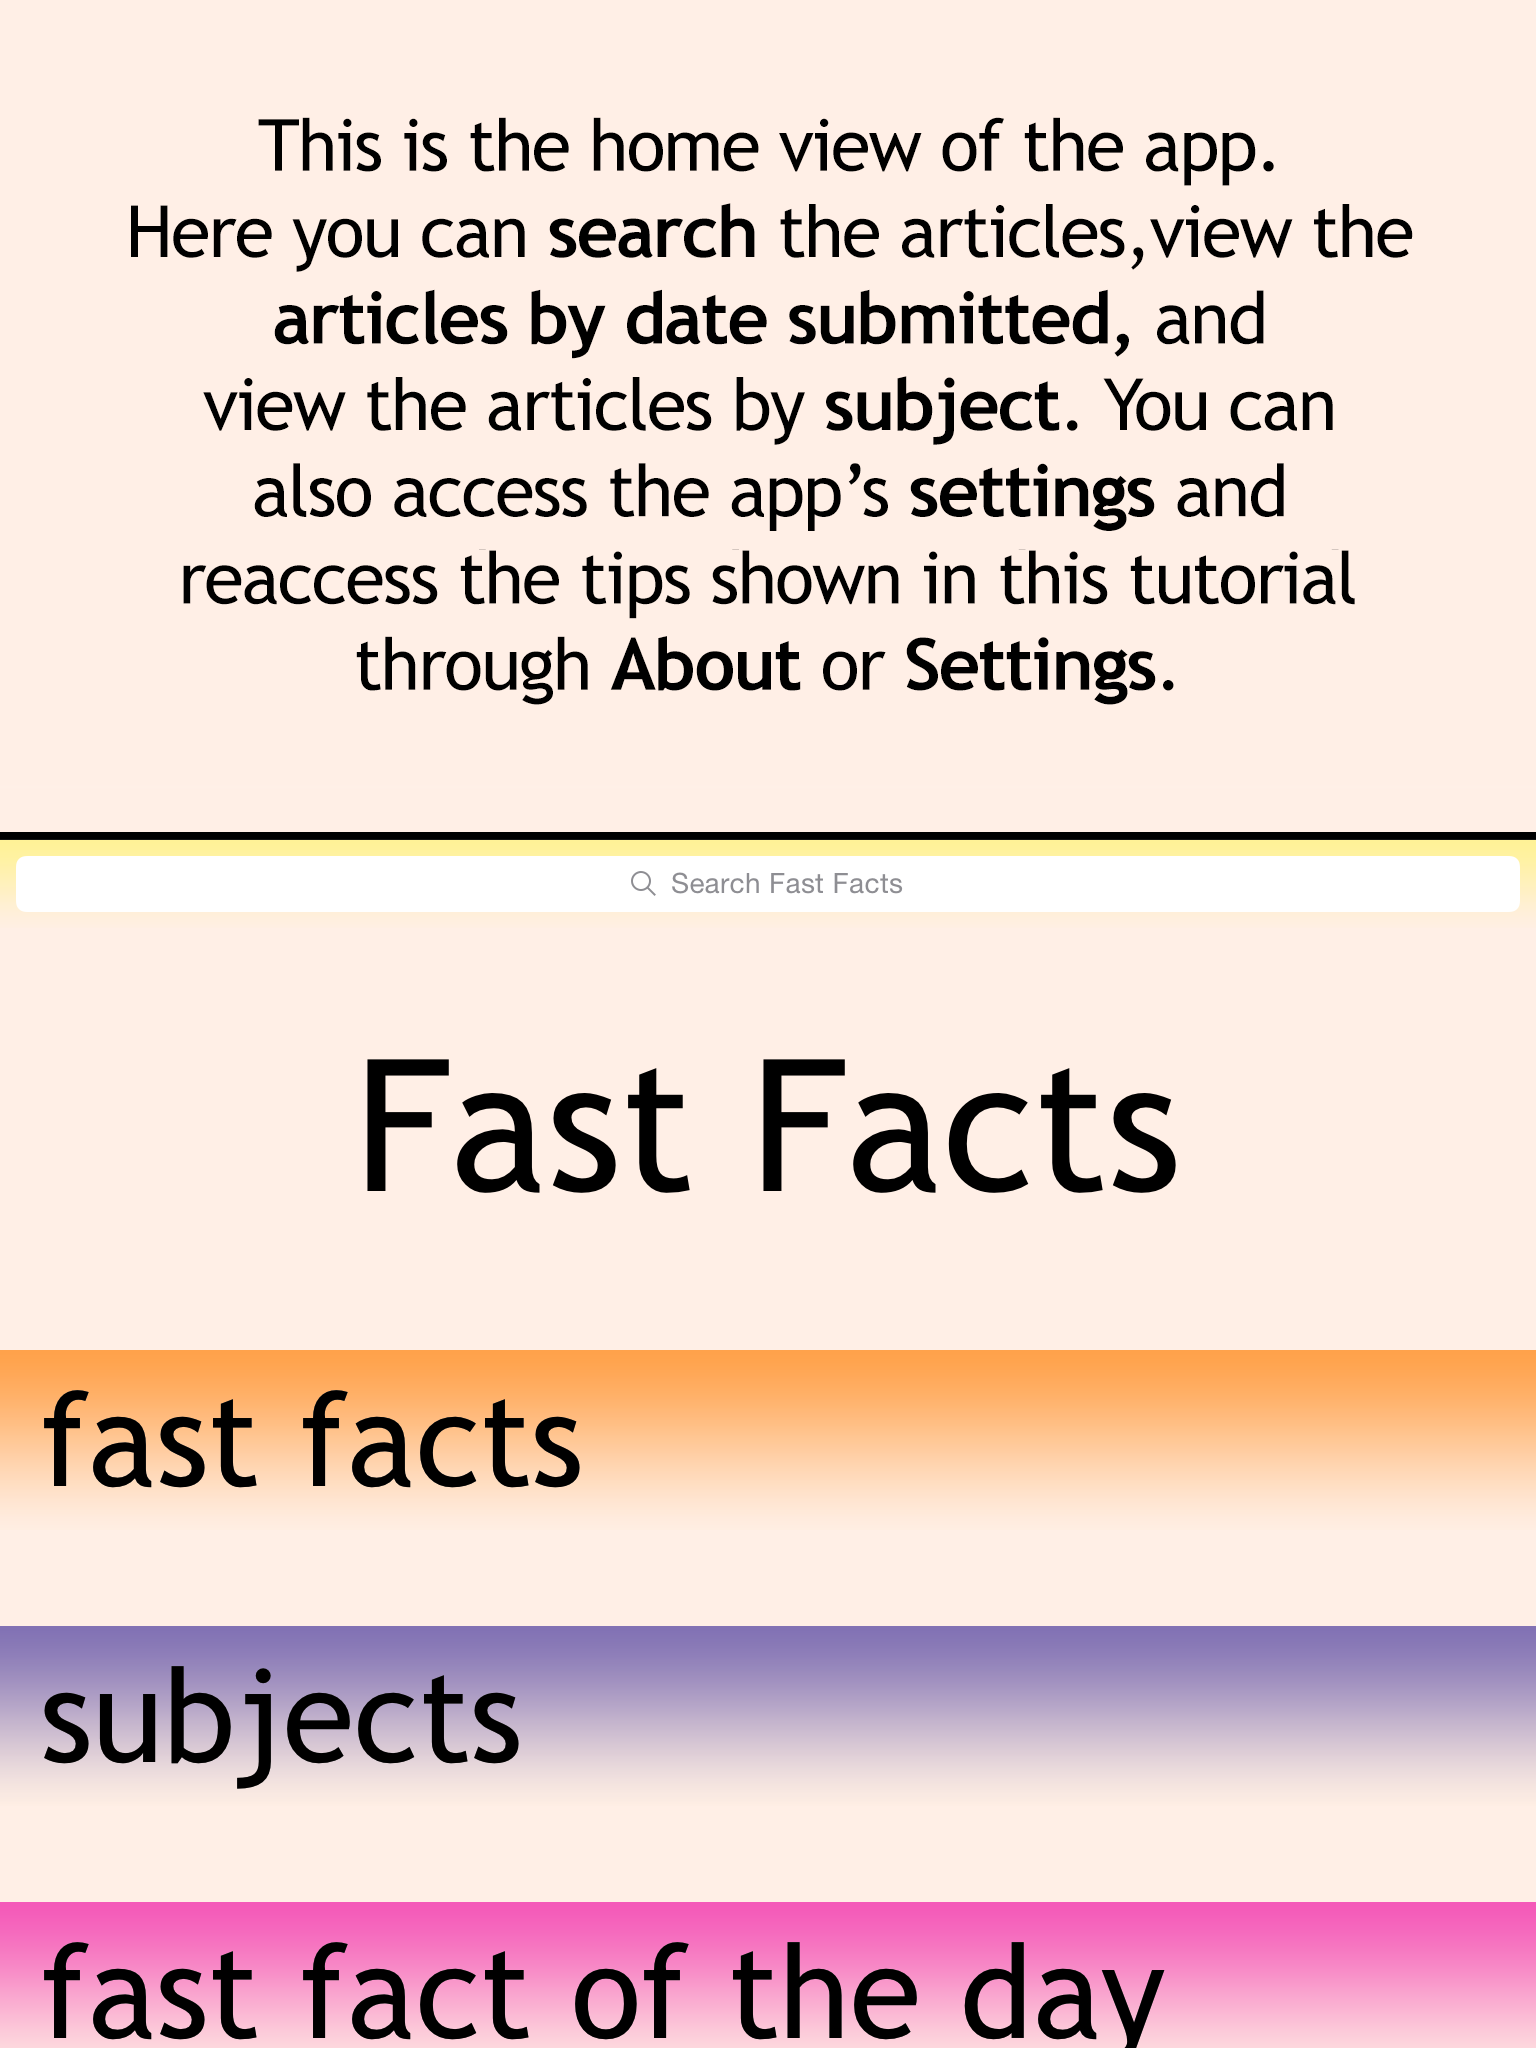 This is the home view of the app.
Here you can search the articles,view the
articles by date submitted, and
view the articles by subject. You can
also access the app’s settings and
reaccess the tips shown in this tutorial
through About or Settings.
Search Fast Facts
Fast Facts
fast facts
subjects
fast fact of the day